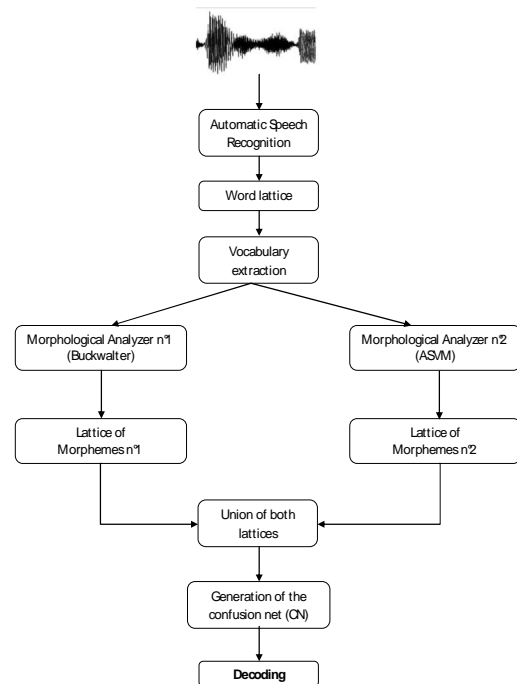 Automatic Speech
Recognition
Word lattice
Vocabulary
extraction
Morphological Analyzer n°1
(Buckwalter)
Morphological Analyzer n°2
(ASVM)
Lattice of
Morphemes n°1
Lattice of
Morphemes n°2
Union of both
lattices
Generation of the
confusion net (CN)
Decoding